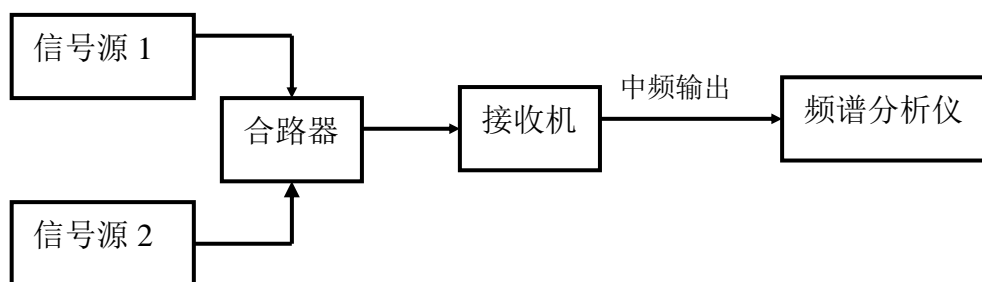 信号源 1
合路器
信号源 2
接收机
中频输出
频谱分析仪